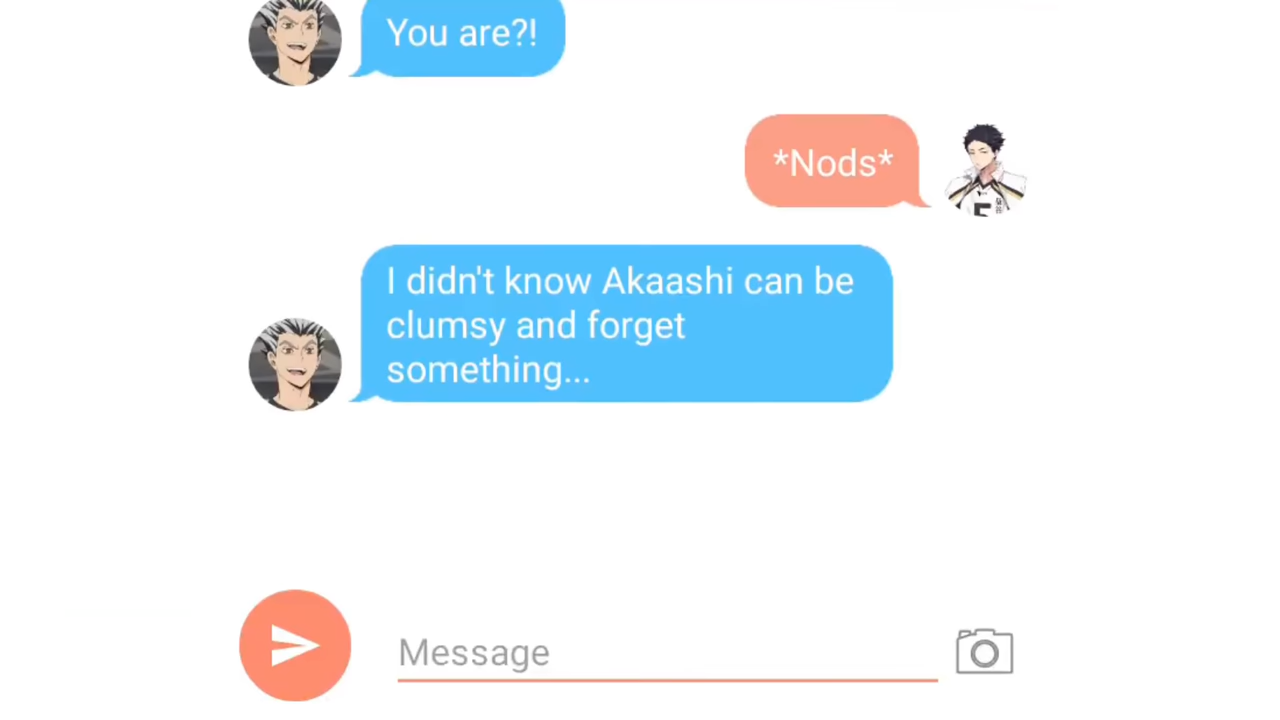 You are?!
*Nods*
I didn't know Akaashi can be
clumsy and forget
something...
Message